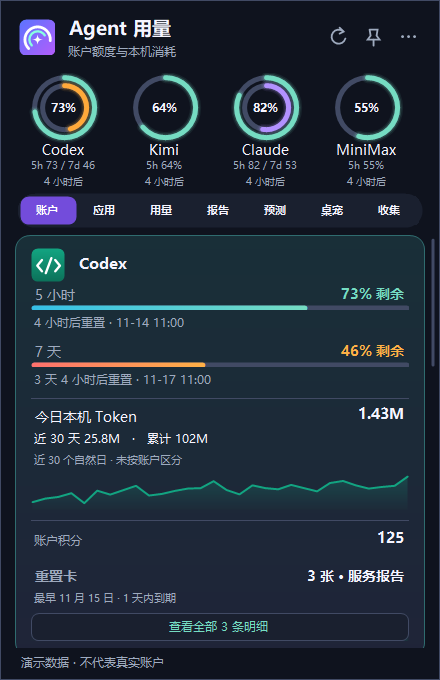 Agent 用量
账户额度与本机消耗
73%
64%
82%
55%
Codex
Kimi
Claude
MiniMax
5h 73 / 7d 46
5h 64%
5h 82 / 7d 53
5h 55%
4 小时后
4 小时后
4 小时后
4 小时后
账户 应用 用量 报告 预测 桌宠 收集
Codex
5 小时 73% 剩余
4 小时后重置 · 11-14 11:00
7 天 46% 剩余
3 天 4 小时后重置 · 11-17 11:00
今日本机 Token 1.43M
近 30 天 25.8M · 累计 102M
近 30 个自然日 · 未按账户区分
账户积分 125
重置卡 3 张 • 服务报告
最早 11 月 15 日 · 1 天内到期
查看全部 3 条明细
演示数据 · 不代表真实账户